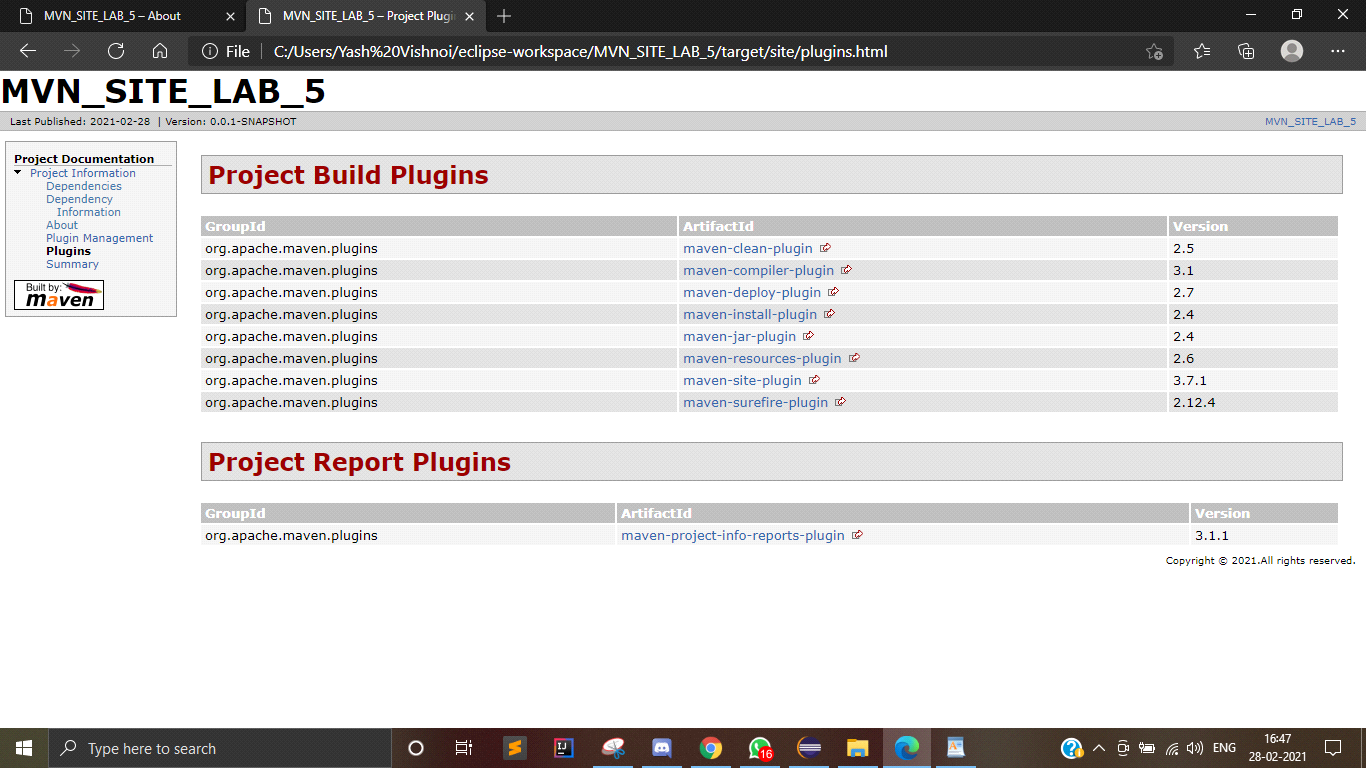 MVN_SITE_LAB_5 – About
MVN_SITE_LAB_5 – Project Plugin
File
C:/Users/Yash%20Vishnoi/eclipse-workspace/MVN_SITE_LAB_5/target/site/plugins.html
MVN_SITE_LAB_5
Last Published: 2021-02-28 | Version: 0.0.1-SNAPSHOT
MVN_SITE_LAB_5
Project Documentation
Project Information
Dependencies
Dependency
Information
About
Plugin Management
Plugins
Summary
Built by:
maven
Project Build Plugins
GroupId ArtifactId Version
org.apache.maven.plugins maven-clean-plugin 2.5
org.apache.maven.plugins maven-compiler-plugin 3.1
org.apache.maven.plugins maven-deploy-plugin 2.7
org.apache.maven.plugins maven-install-plugin 2.4
org.apache.maven.plugins maven-jar-plugin 2.4
org.apache.maven.plugins maven-resources-plugin 2.6
org.apache.maven.plugins maven-site-plugin 3.7.1
org.apache.maven.plugins maven-surefire-plugin 2.12.4
Project Report Plugins
GroupId ArtifactId Version
org.apache.maven.plugins maven-project-info-reports-plugin 3.1.1
Copyright © 2021.All rights reserved.
Type here to search
IJ
16
ENG
16:47
28-02-2021